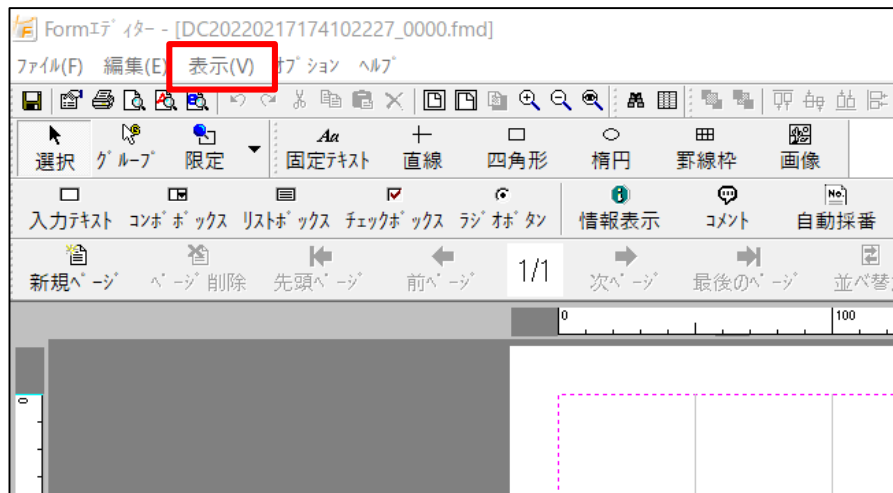 Formｴﾃﾞｨﾀｰ - [DC20220217174102227_0000.fmd]
ﾌｧｲﾙ(F) 編集(E) 表示(V) ｵﾌﾟｼｮﾝ ﾍﾙﾌﾟ
選択 ｸﾞﾙｰﾌﾟ 限定 Aa 固定ﾃｷｽﾄ 直線 四角形 楕円 罫線枠 画像
入力ﾃｷｽﾄ ｺﾝﾎﾞﾎﾞｯｸｽ ﾘｽﾄﾎﾞｯｸｽ ﾁｪｯｸﾎﾞｯｸｽ ﾗｼﾞｵﾎﾞﾀﾝ 情報表示 ｺﾒﾝﾄ No 自動採番
新規ﾍﾟｰｼﾞ ﾍﾟｰｼﾞ削除 先頭ﾍﾟｰｼﾞ 前ﾍﾟｰｼﾞ 1/1 次ﾍﾟｰｼﾞ 最後のﾍﾟｰｼﾞ 並べ替
0 100
0